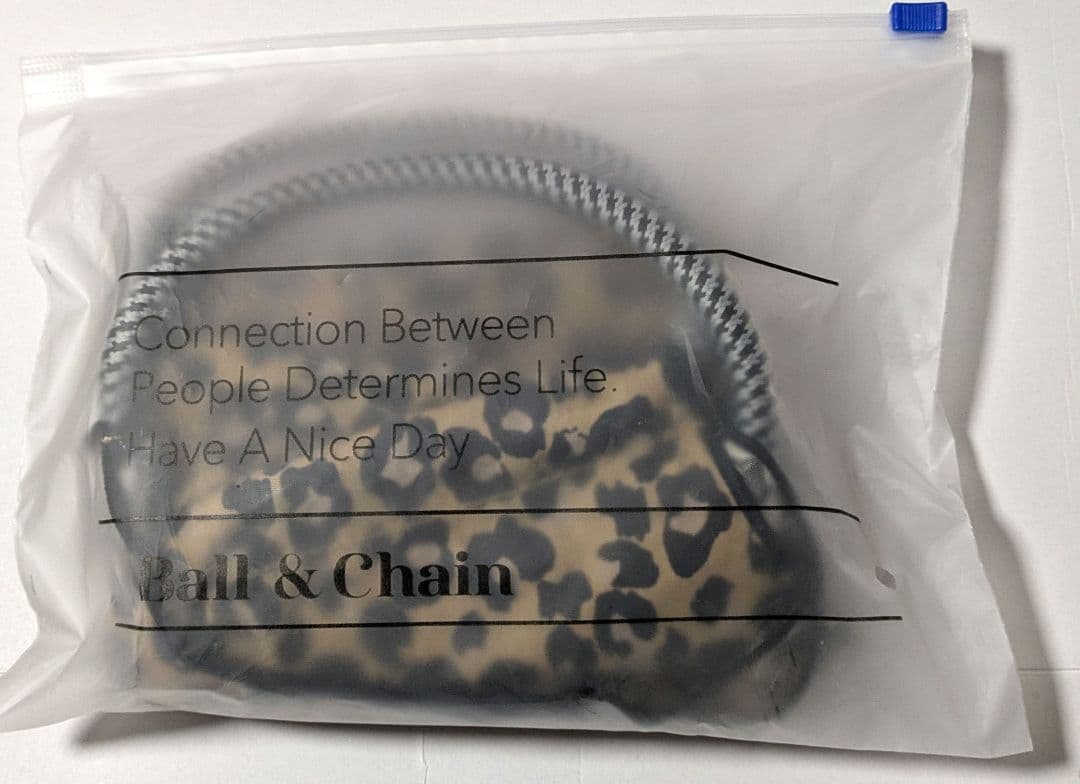 Connection Between
People Determines Life.
Have A Nice Day
Ball & Chain